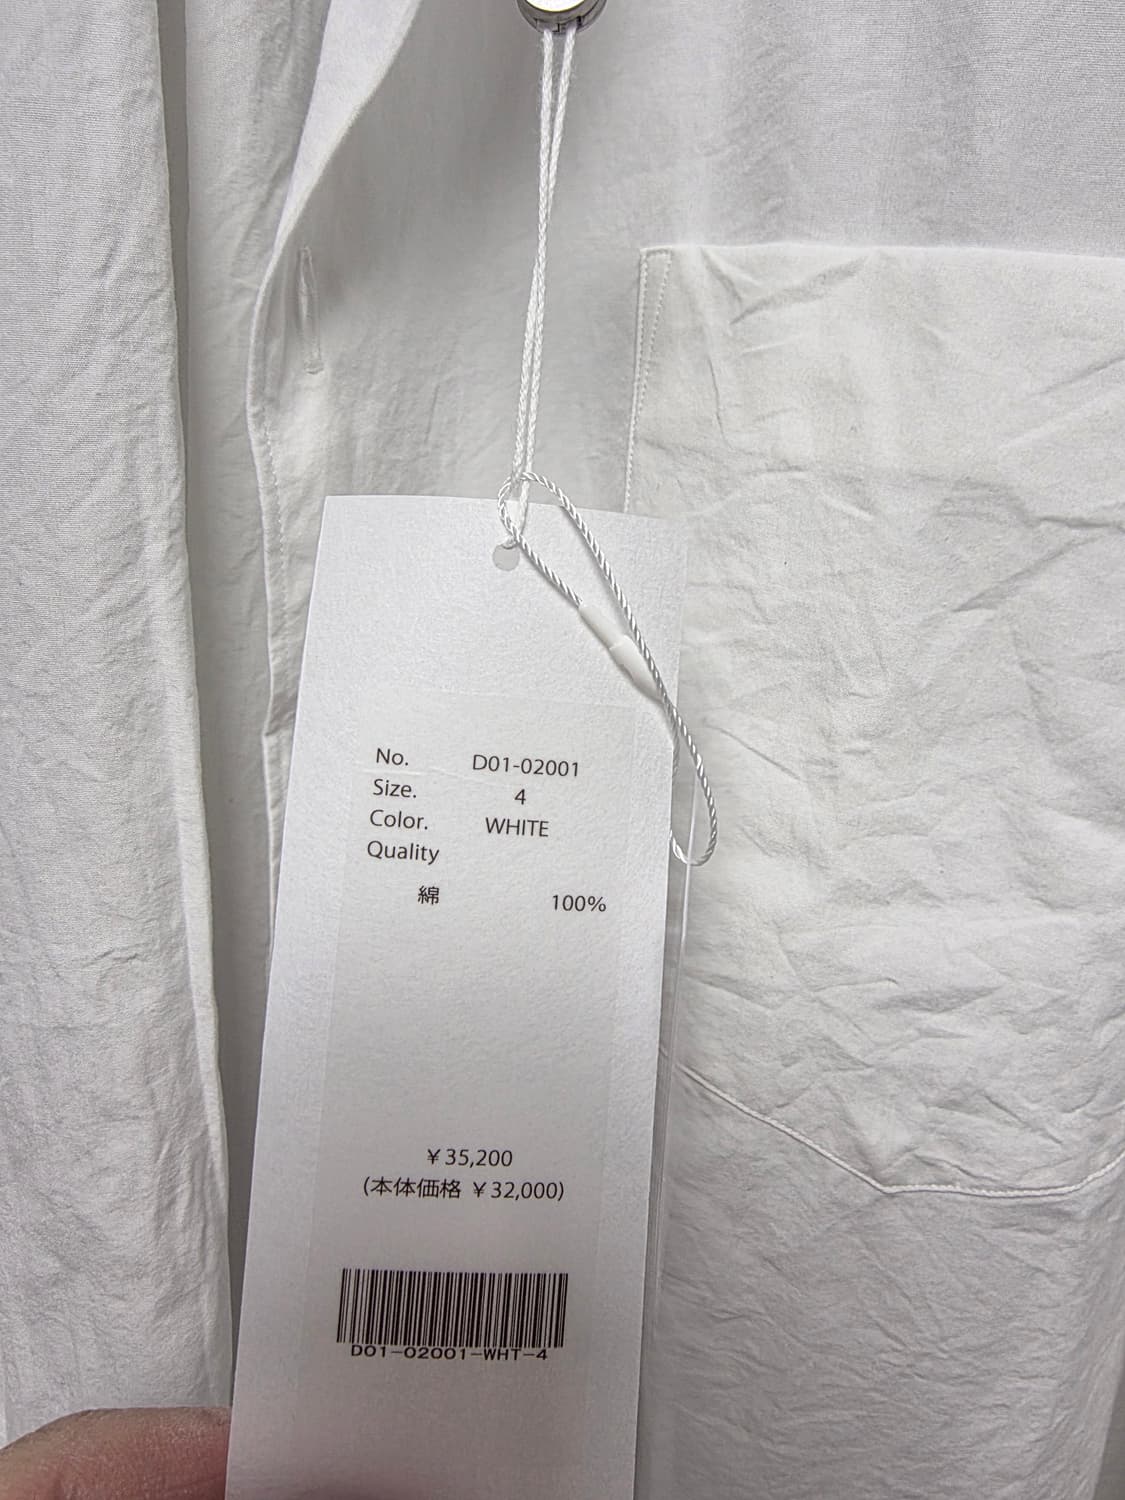 No. D01-02001
Size. 4
Color. WHITE
Quality
綿 100%
¥35,200
(本体価格 ¥32,000)
D01-02001-WHT-4